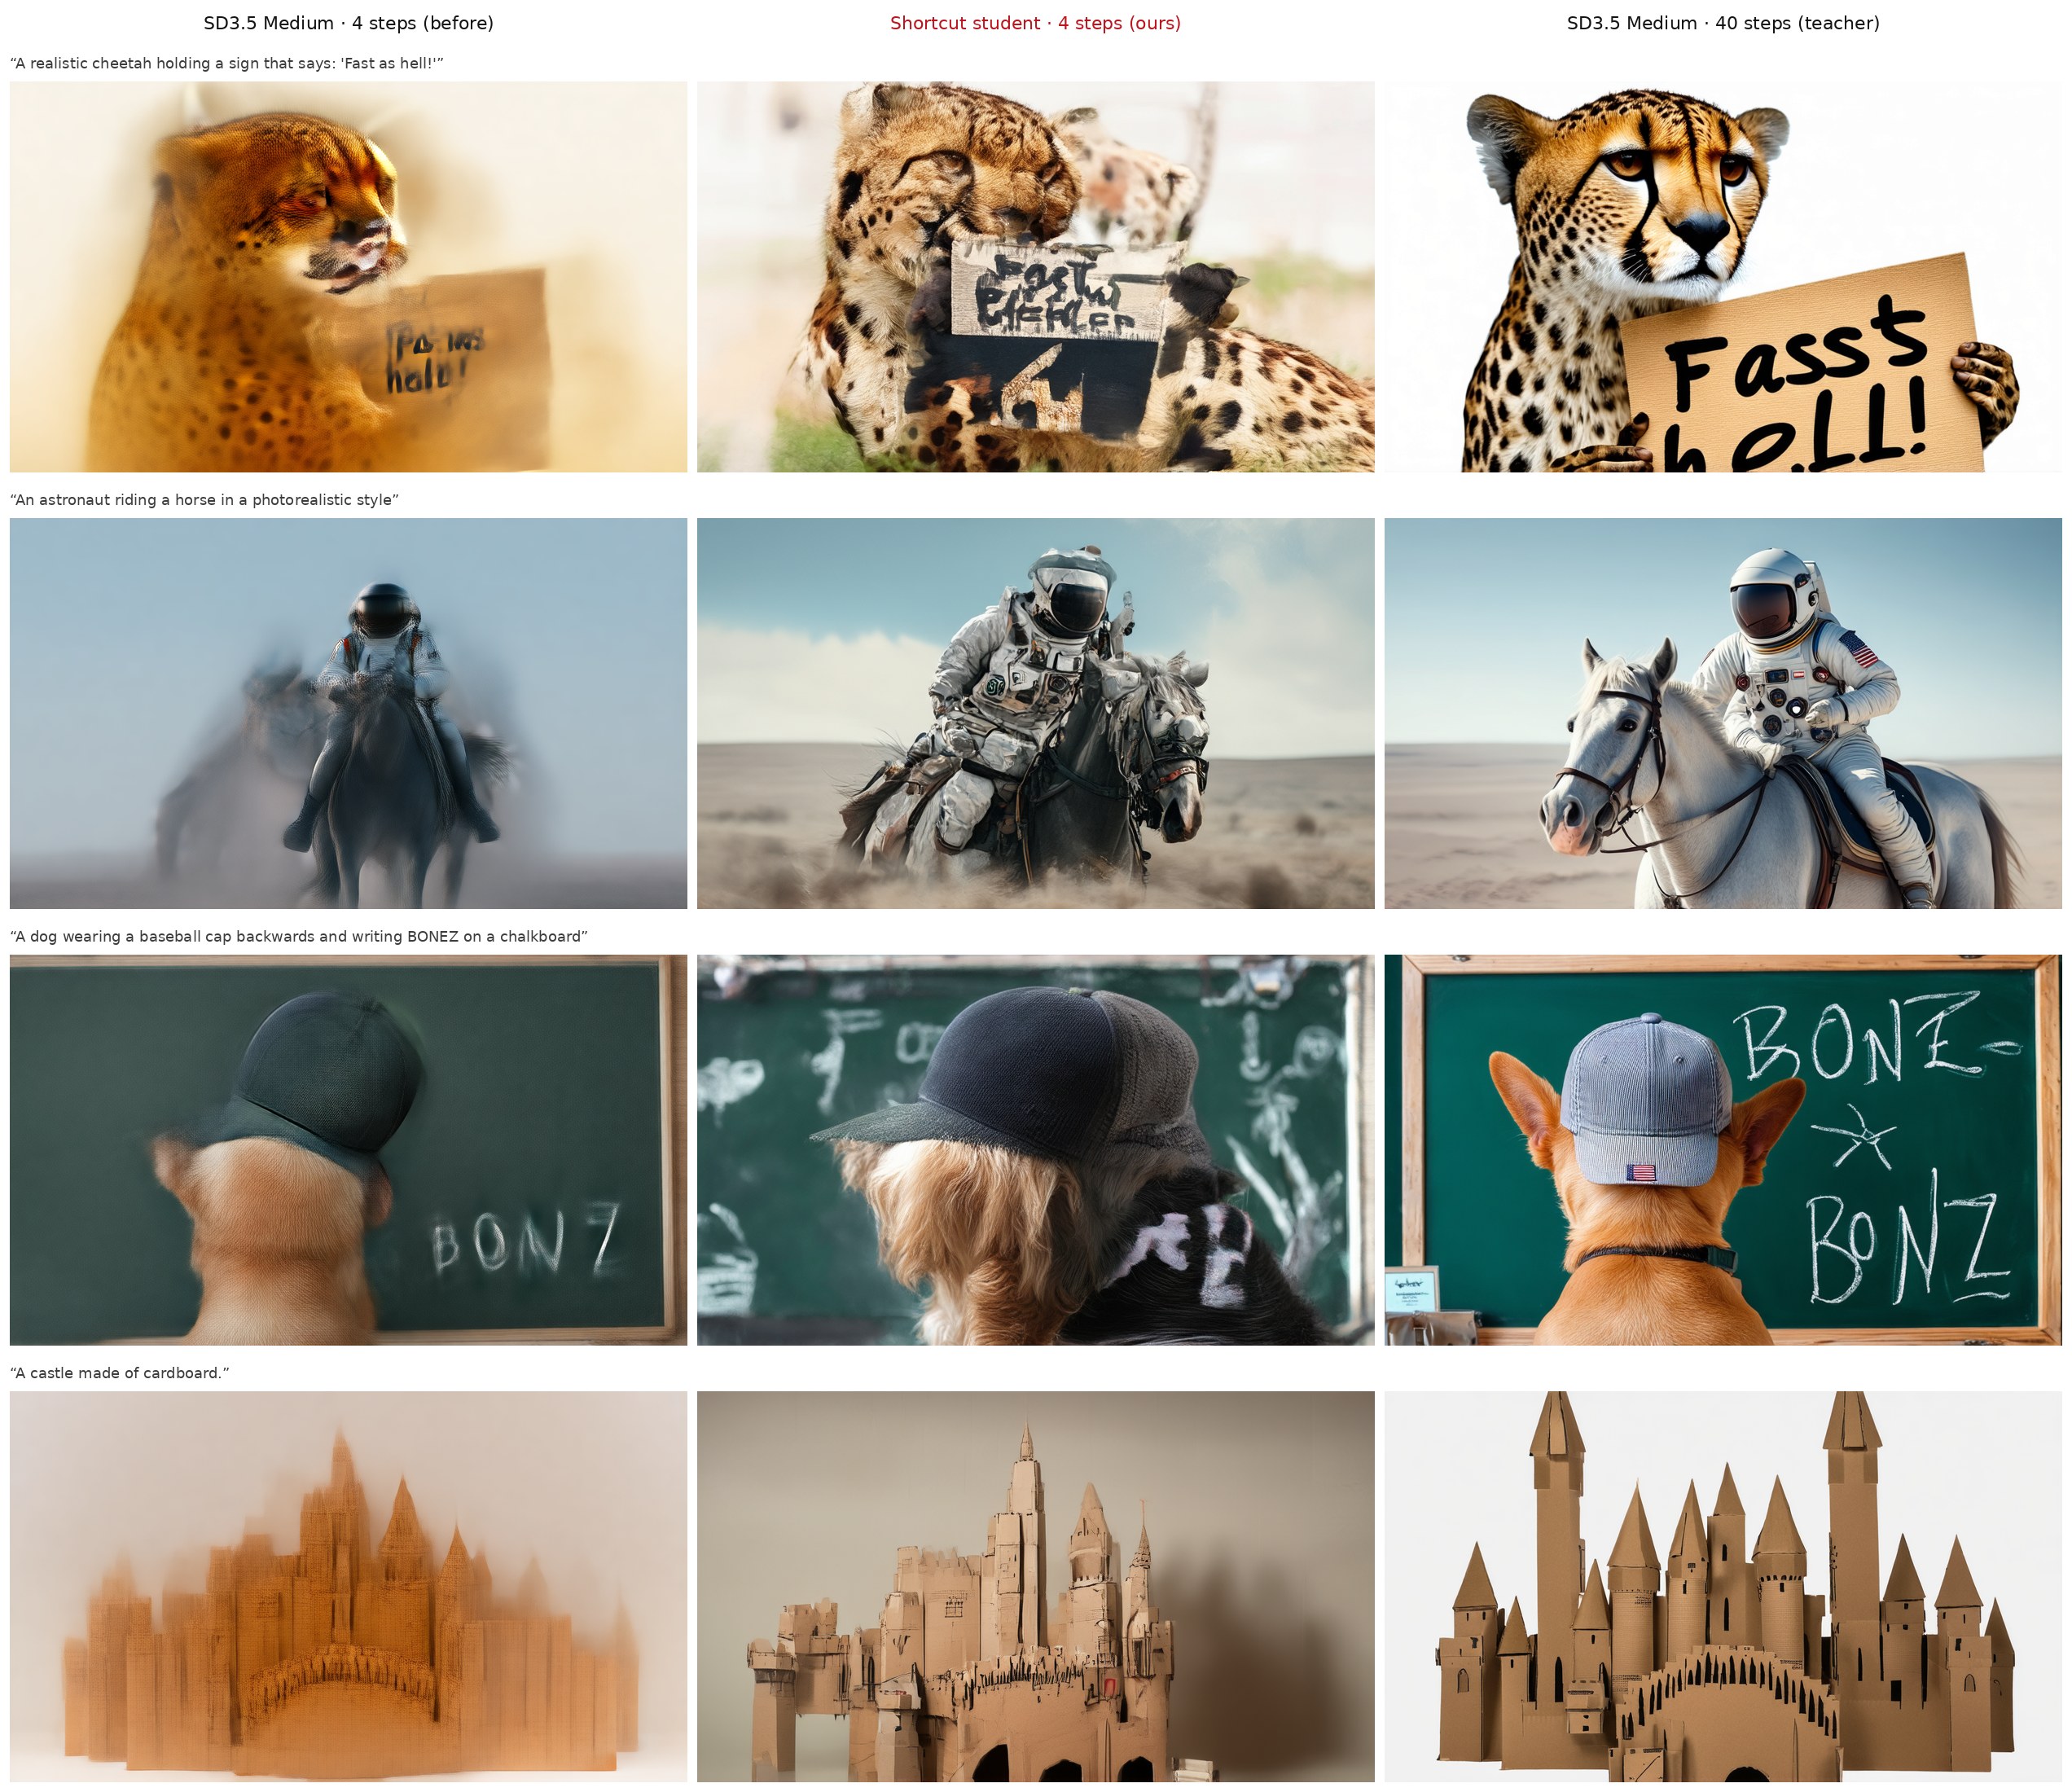 SD3.5 Medium · 4 steps (before)
Shortcut student · 4 steps (ours)
SD3.5 Medium · 40 steps (teacher)
“A realistic cheetah holding a sign that says: 'Fast as hell!'”
Fasst
hell!
“An astronaut riding a horse in a photorealistic style”
“A dog wearing a baseball cap backwards and writing BONEZ on a chalkboard”
BONZ
BONZ-
BONZ
“A castle made of cardboard.”